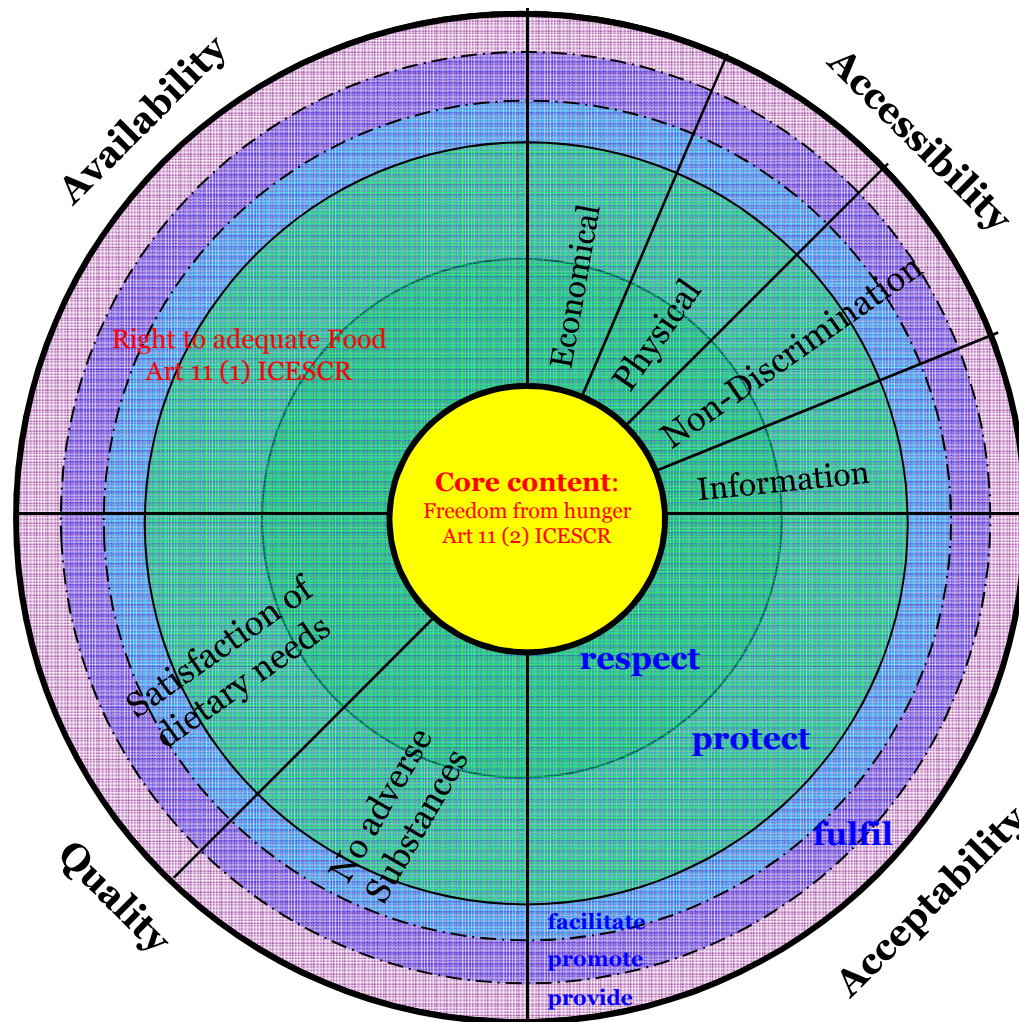 Availability
Accessibility
Economical
Physical
Non-Discrimination
Information
Right to adequate Food
Art 11 (1) ICESCR
Core content:
Freedom from hunger
Art 11 (2) ICESCR
Satisfaction of
dietary needs
No adverse
Substances
respect
protect
fulfil
facilitate
promote
provide
Quality
Acceptability